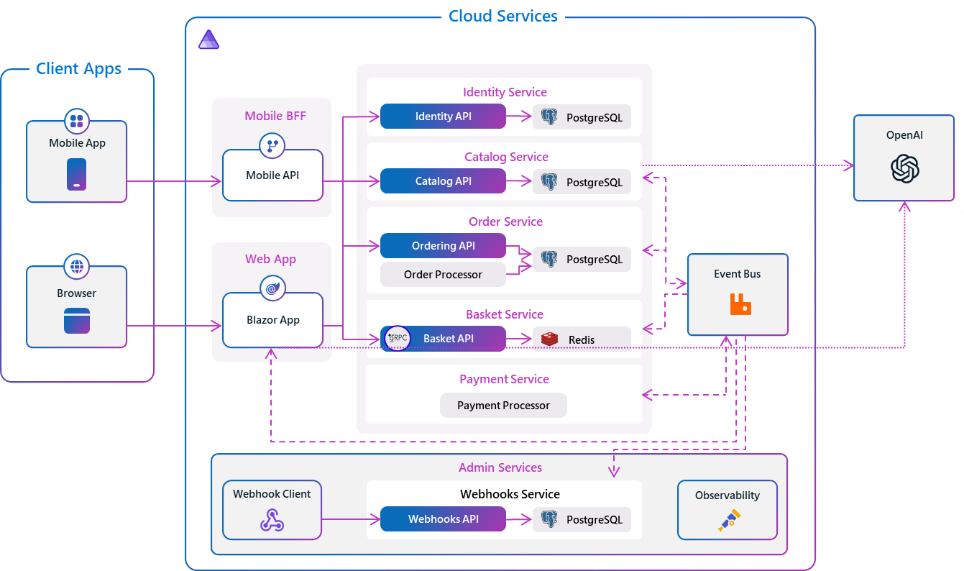 Cloud Services
Client Apps
Mobile App
Browser
Mobile BFF
Mobile API
Web App
Blazor App
Identity Service
Identity API
PostgreSQL
Catalog Service
Catalog API
PostgreSQL
Order Service
Ordering API
Order Processor
PostgreSQL
Basket Service
gRPC
Basket API
Redis
Payment Service
Payment Processor
Event Bus
OpenAI
Admin Services
Webhook Client
Webhooks Service
Webhooks API
PostgreSQL
Observability